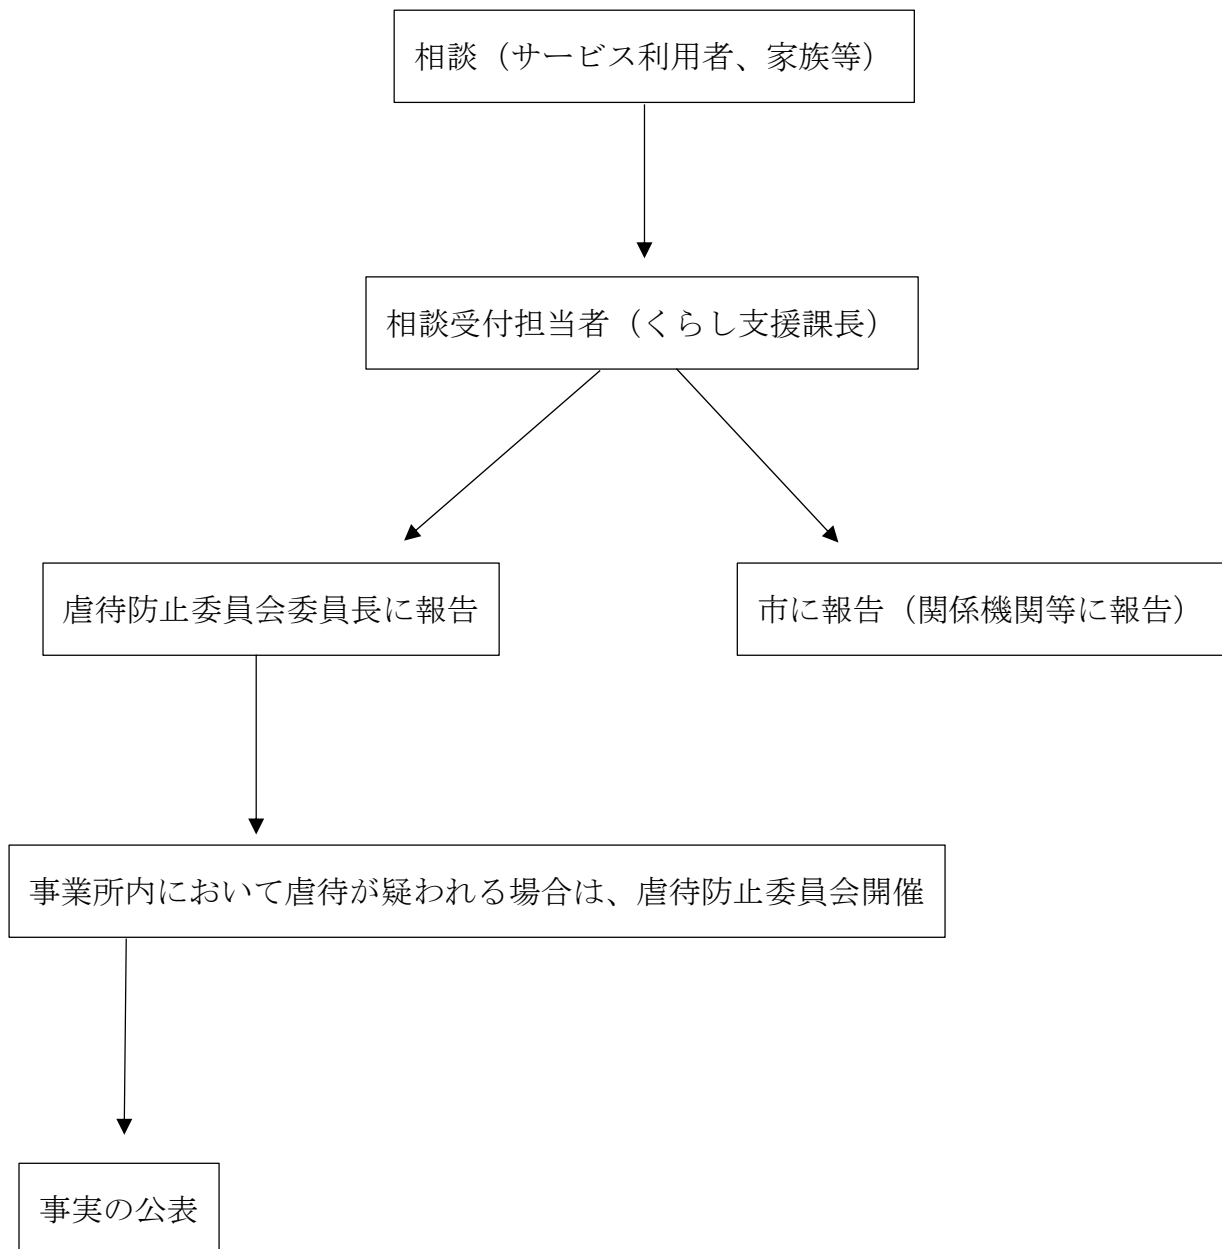 相談（サービス利用者、家族等）
相談受付担当者（くらし支援課長）
虐待防止委員会委員長に報告
市に報告（関係機関等に報告）
事業所内において虐待が疑われる場合は、虐待防止委員会開催
事実の公表